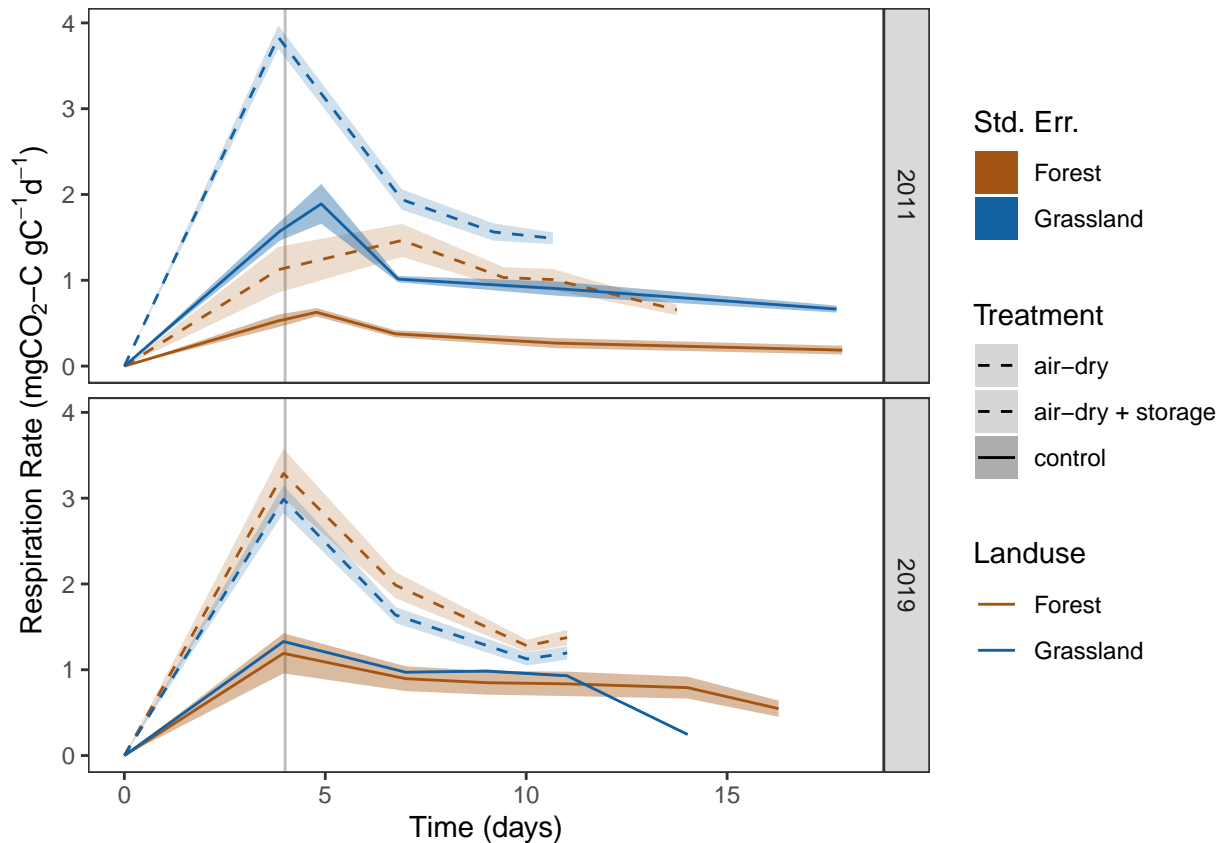 4
3
2
1
0
2011
4
3
2
1
0
2019
0 5 10 15
Time (days)
Respiration Rate (mgCO₂−C gC⁻¹d⁻¹)
Std. Err.
Forest
Grassland
Treatment
air−dry
air−dry + storage
control
Landuse
Forest
Grassland